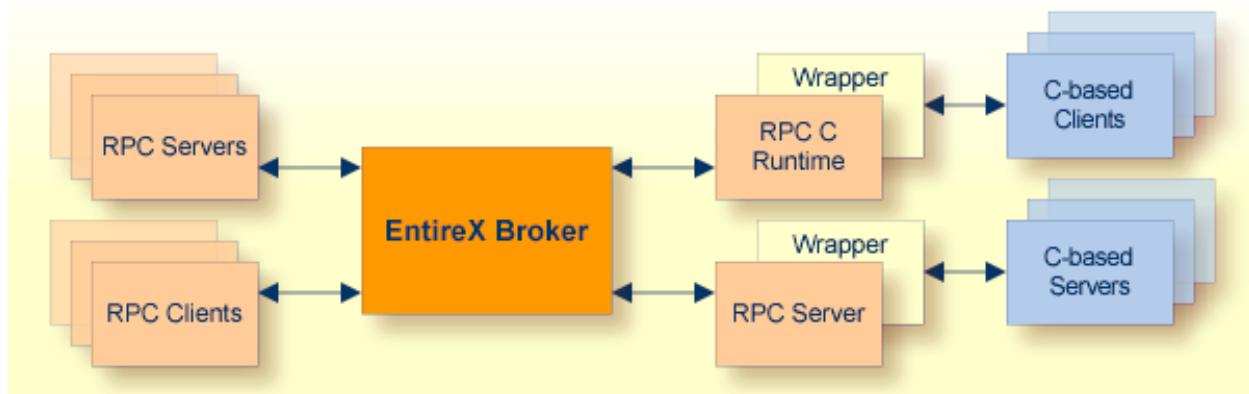 RPC Servers
RPC Clients
EntireX Broker
Wrapper
RPC C
Runtime
Wrapper
RPC Server
C-based
Clients
C-based
Servers